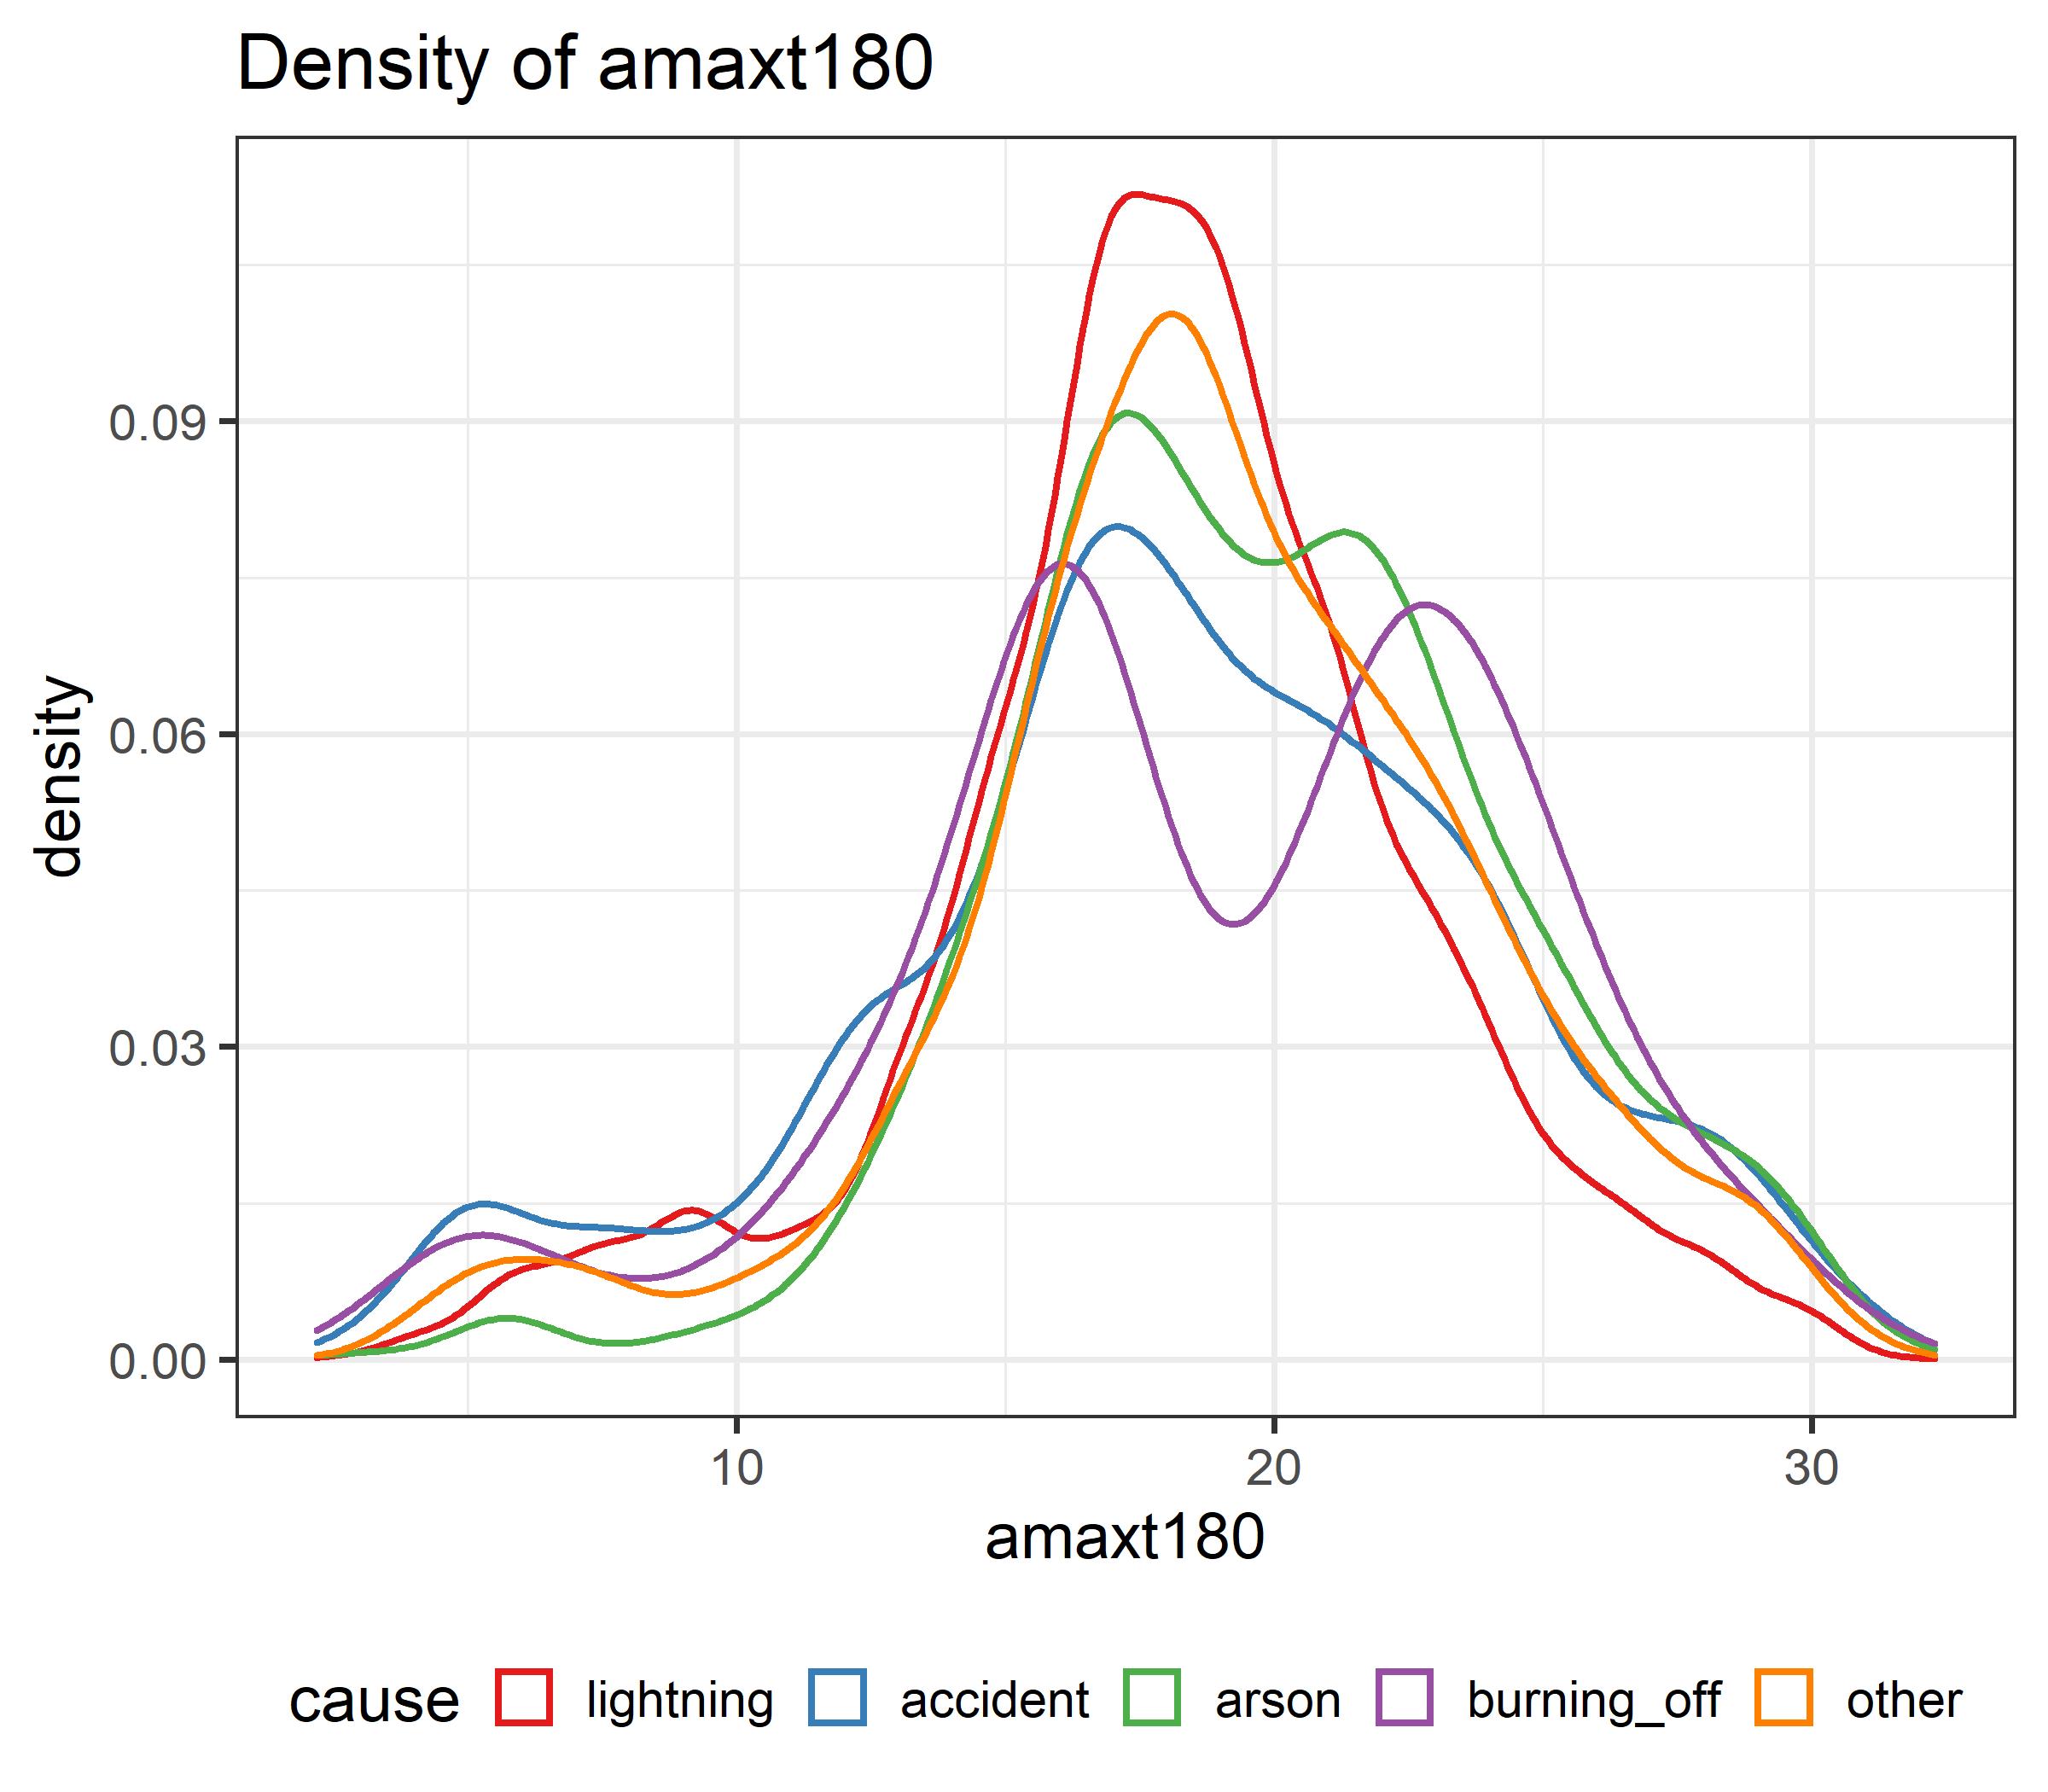 Density of amaxt180
density
0.09
0.06
0.03
0.00
10 20 30
amaxt180
cause lightning accident arson burning_off other